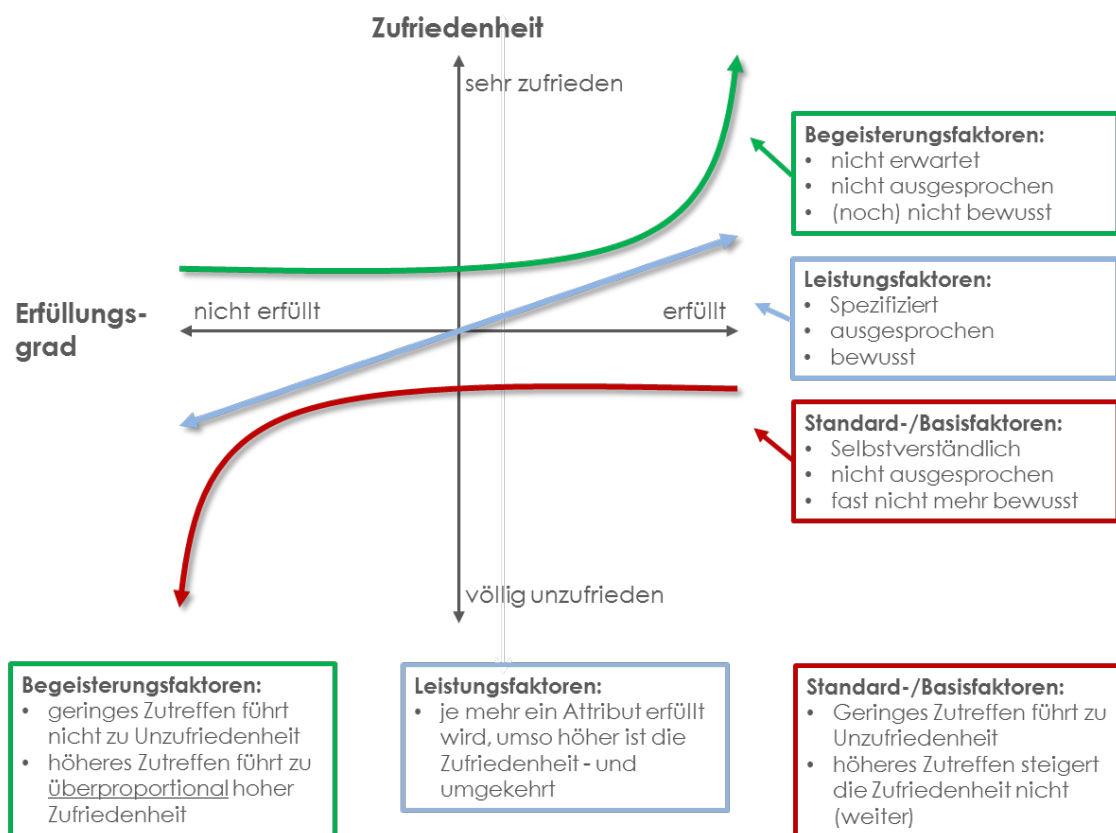 Zufriedenheit
sehr zufrieden
Begeisterungsfaktoren:
• nicht erwartet
• nicht ausgesprochen
• (noch) nicht bewusst
Erfüllungs-
grad
nicht erfüllt
erfüllt
Leistungsfaktoren:
• Spezifiziert
• ausgesprochen
• bewusst
Standard-/Basisfaktoren:
• Selbstverständlich
• nicht ausgesprochen
• fast nicht mehr bewusst
völlig unzufrieden
Begeisterungsfaktoren:
• geringes Zutreffen führt
nicht zu Unzufriedenheit
• höheres Zutreffen führt zu
überproportional hoher
Zufriedenheit
Leistungsfaktoren:
• je mehr ein Attribut erfüllt
wird, umso höher ist die
Zufriedenheit - und
umgekehrt
Standard-/Basisfaktoren:
• Geringes Zutreffen führt zu
Unzufriedenheit
• höheres Zutreffen steigert
die Zufriedenheit nicht
(weiter)